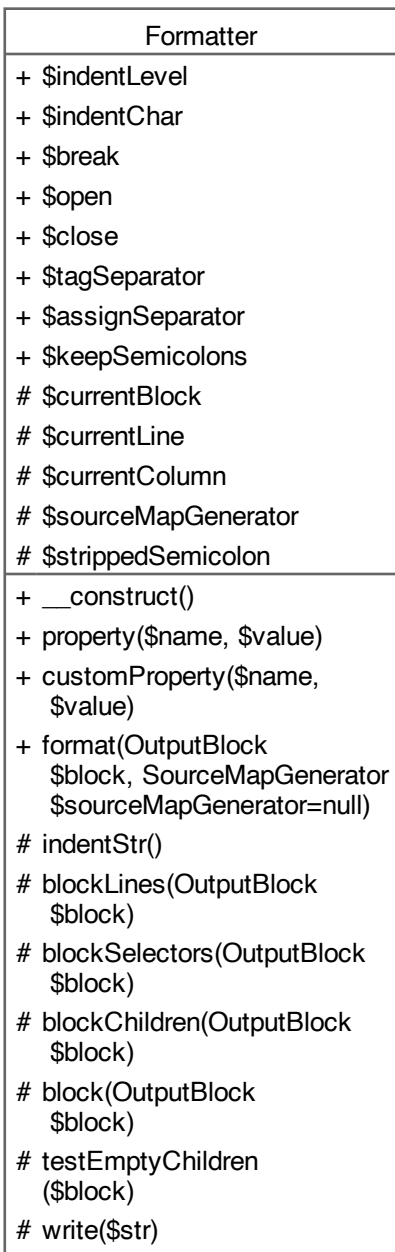 Formatter
+ $indentLevel
+ $indentChar
+ $break
+ $open
+ $close
+ $tagSeparator
+ $assignSeparator
+ $keepSemicolons
# $currentBlock
# $currentLine
# $currentColumn
# $sourceMapGenerator
# $strippedSemicolon
+ __construct()
+ property($name, $value)
+ customProperty($name,
$value)
+ format(OutputBlock
$block, SourceMapGenerator
$sourceMapGenerator=null)
# indentStr()
# blockLines(OutputBlock
$block)
# blockSelectors(OutputBlock
$block)
# blockChildren(OutputBlock
$block)
# block(OutputBlock
$block)
# testEmptyChildren
($block)
# write($str)